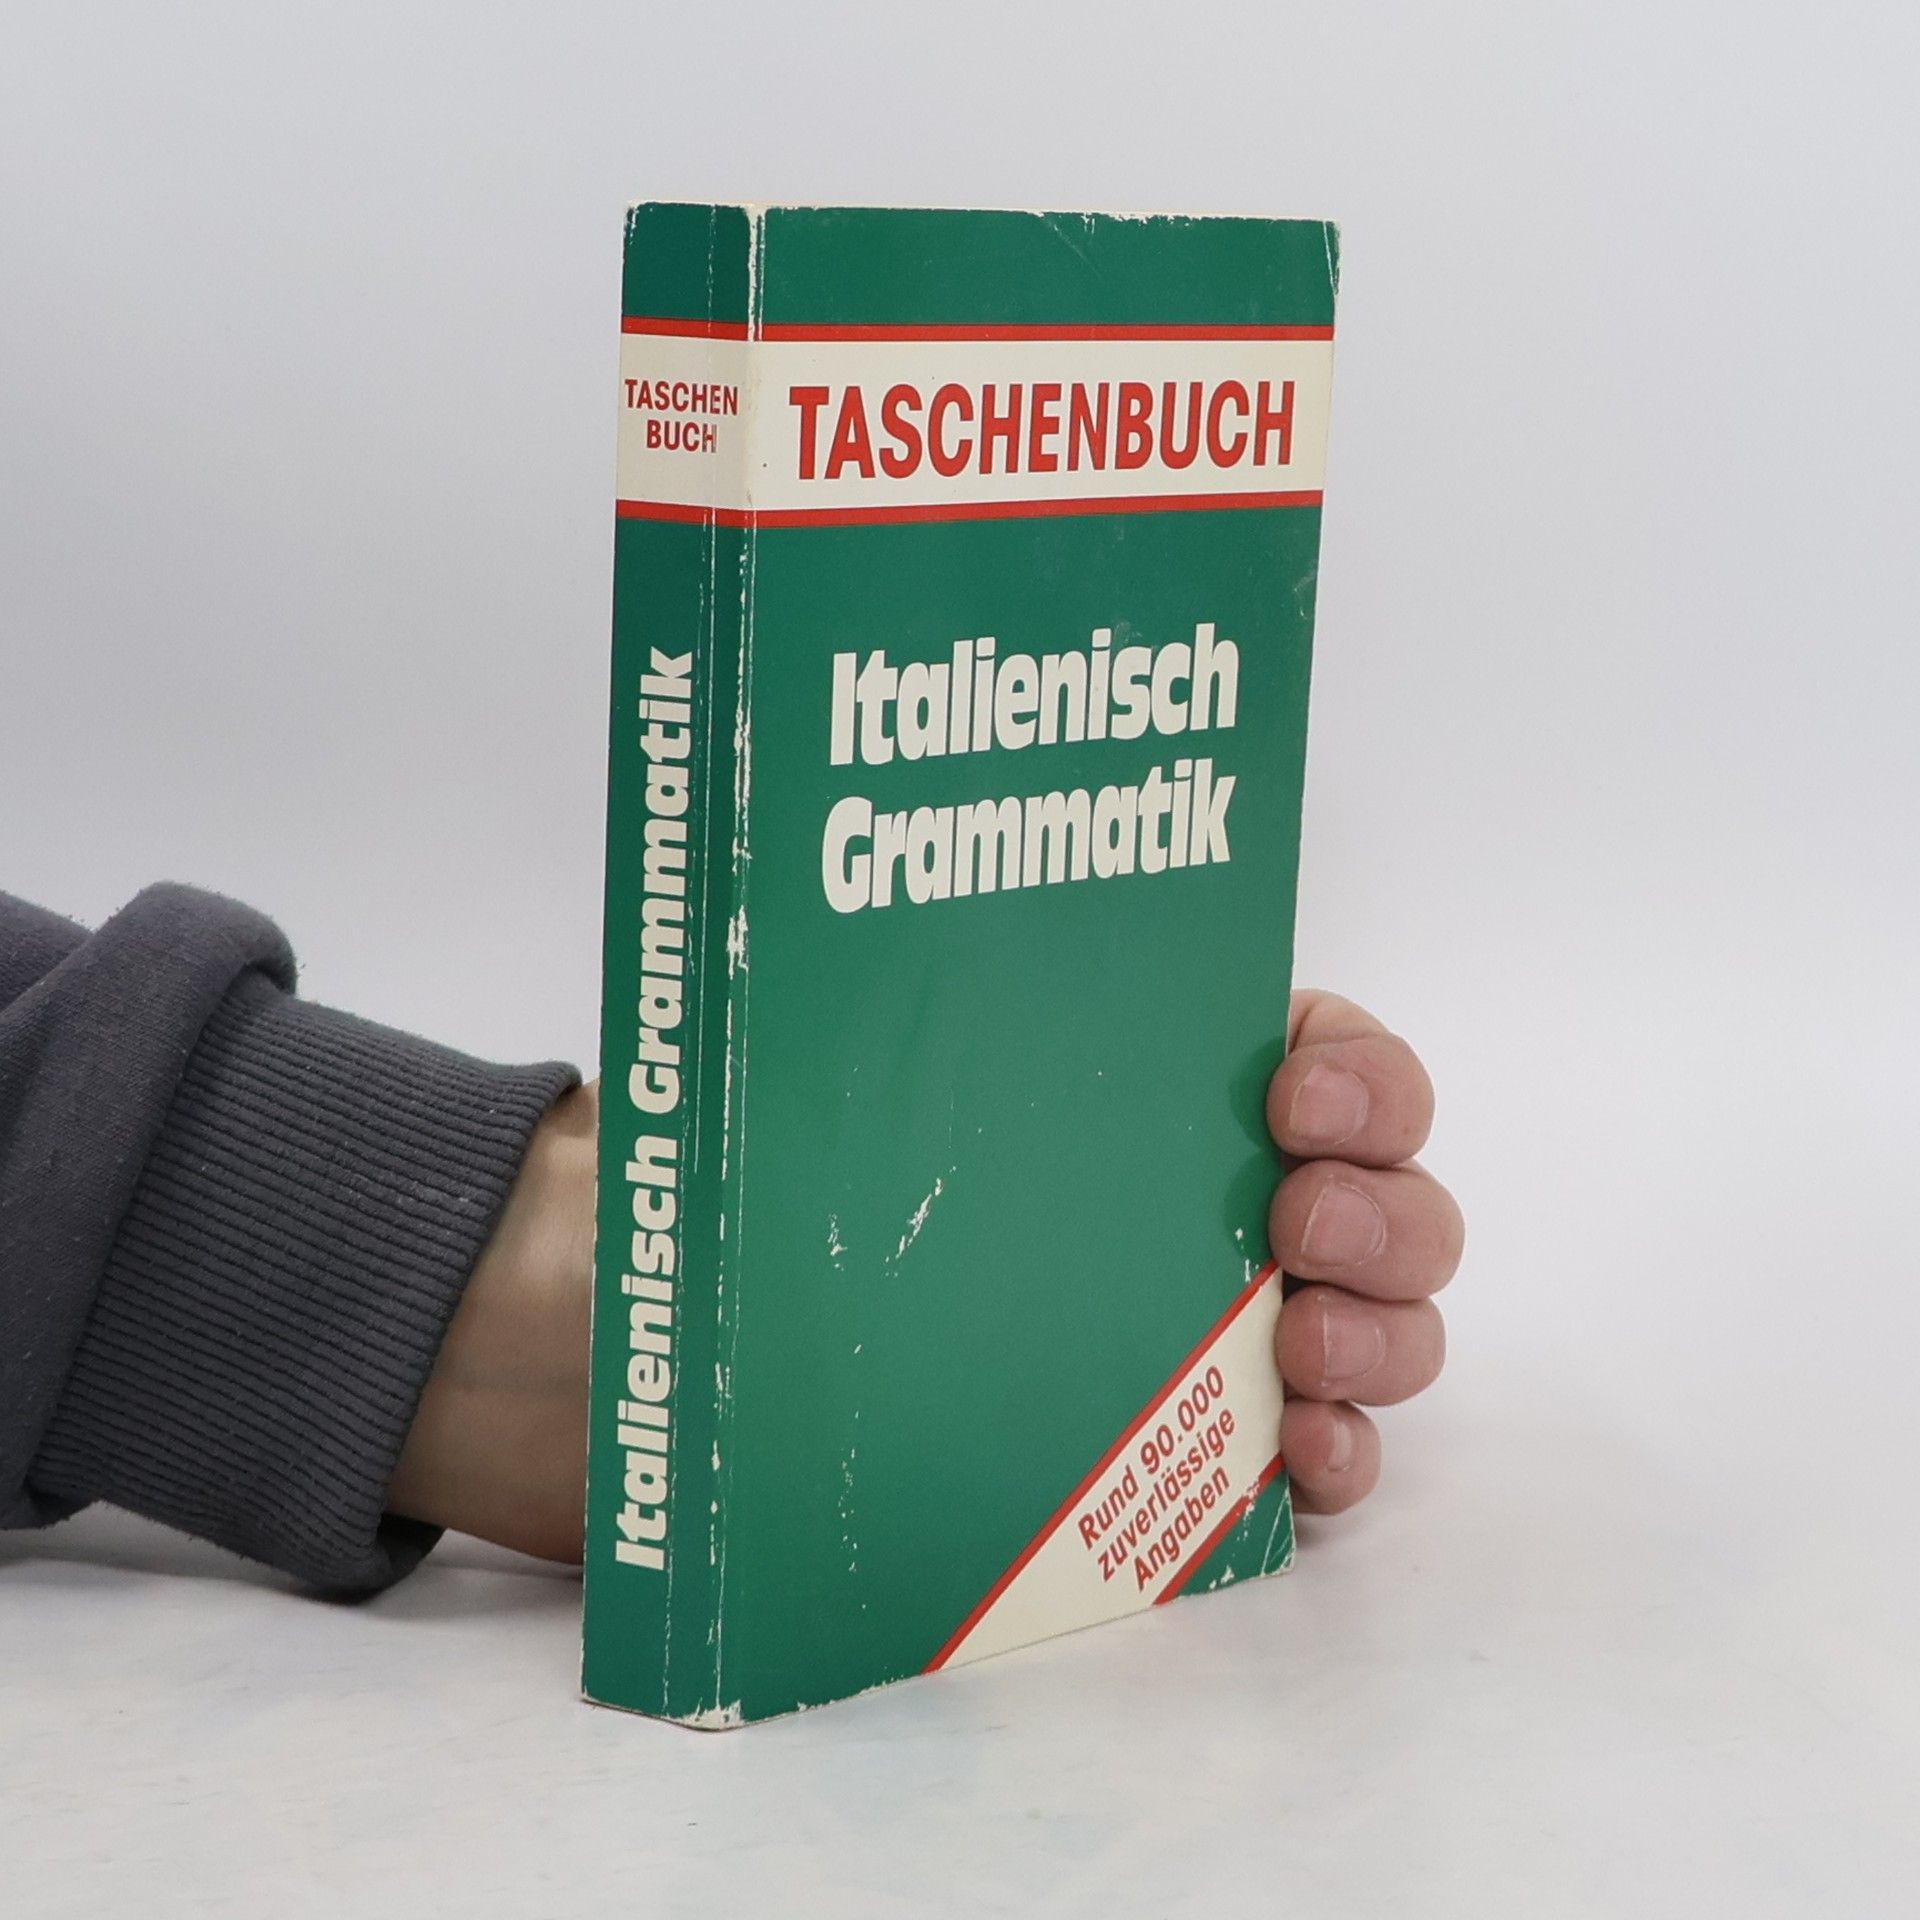 TASCHEN
BUCH
Italienisch Grammatik
TASCHENBUCH
Italienisch
Grammatik
Rund 90.000
zuverlässige
Angaben